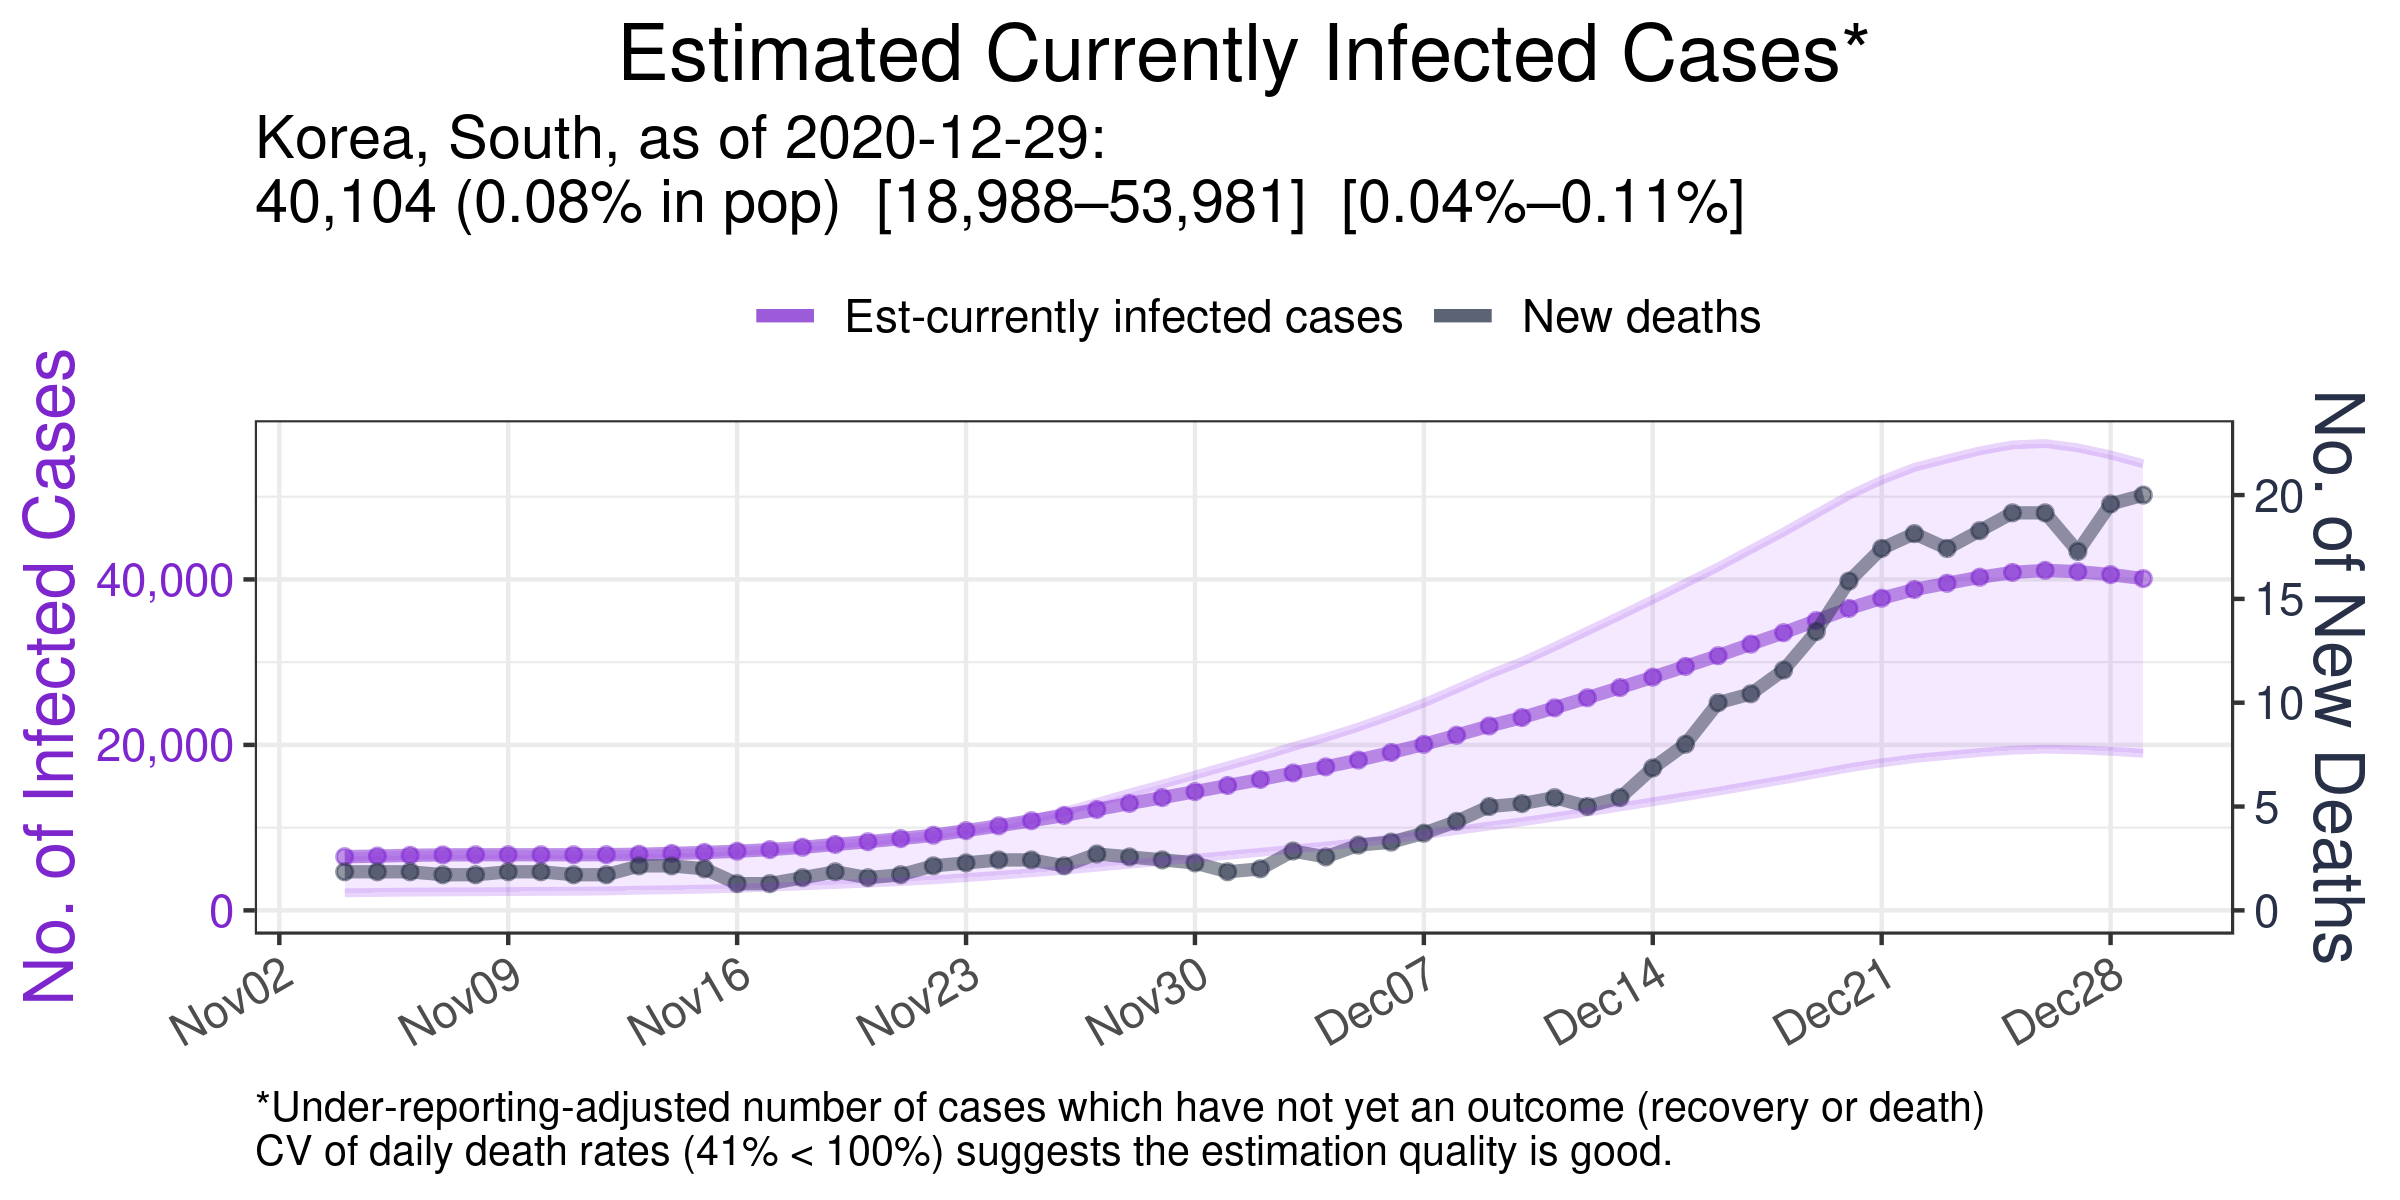 Estimated Currently Infected Cases*
Korea, South, as of 2020-12-29:
40,104 (0.08% in pop)  [18,988–53,981]  [0.04%–0.11%]
Est-currently infected cases
New deaths
No. of Infected Cases
40,000
20,000
0
No. of New Deaths
20
15
10
5
0
Nov02
Nov09
Nov16
Nov23
Nov30
Dec07
Dec14
Dec21
Dec28
*Under-reporting-adjusted number of cases which have not yet an outcome (recovery or death)
CV of daily death rates (41% < 100%) suggests the estimation quality is good.